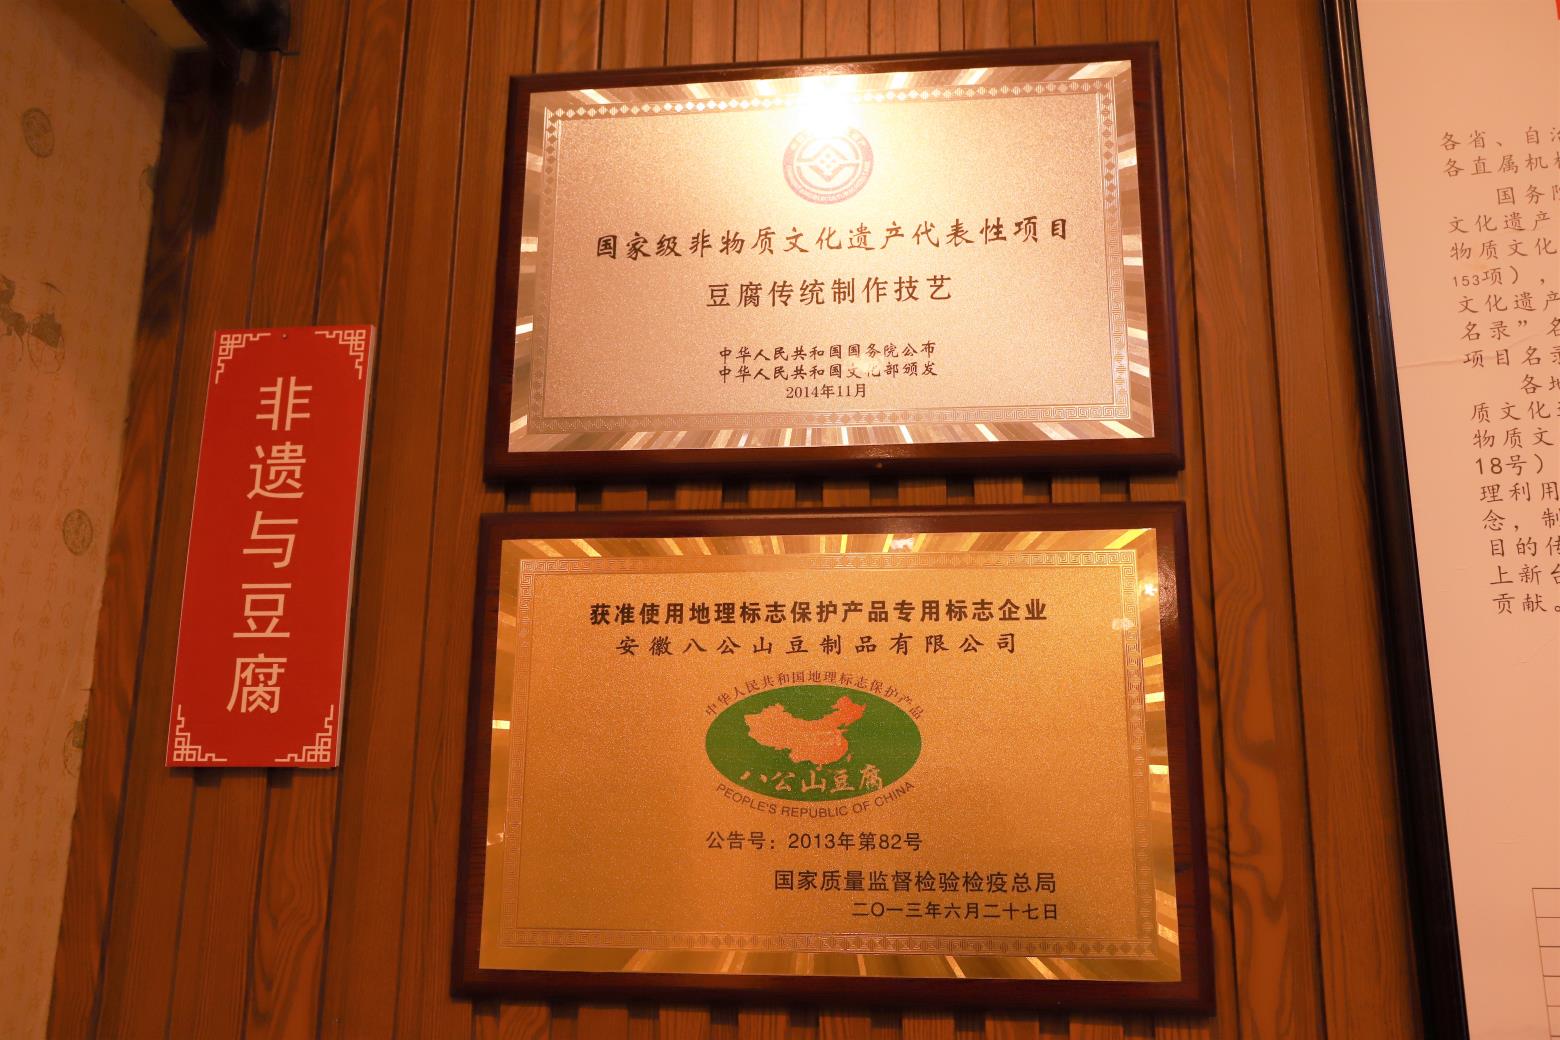 非遗与豆腐
国家级非物质文化遗产代表性项目
豆腐传统制作技艺
中华人民共和国国务院公布
中华人民共和国文化部颁发
2014年11月
获准使用地理标志保护产品专用标志企业
安徽八公山豆制品有限公司
中华人民共和国地理标志保护产品
八公山豆腐
PEOPLE'S REPUBLIC OF CHINA
公告号：2013年第82号
国家质量监督检验检疫总局
二〇一三年六月二十七日
各省、自
各直属机
国务
文化遗产
物质文化
153项），
文化遗产
名录”名
项目名录
各地
质文化
物质文
18号）
理利用
念，制
目的传
上新台
贡献。